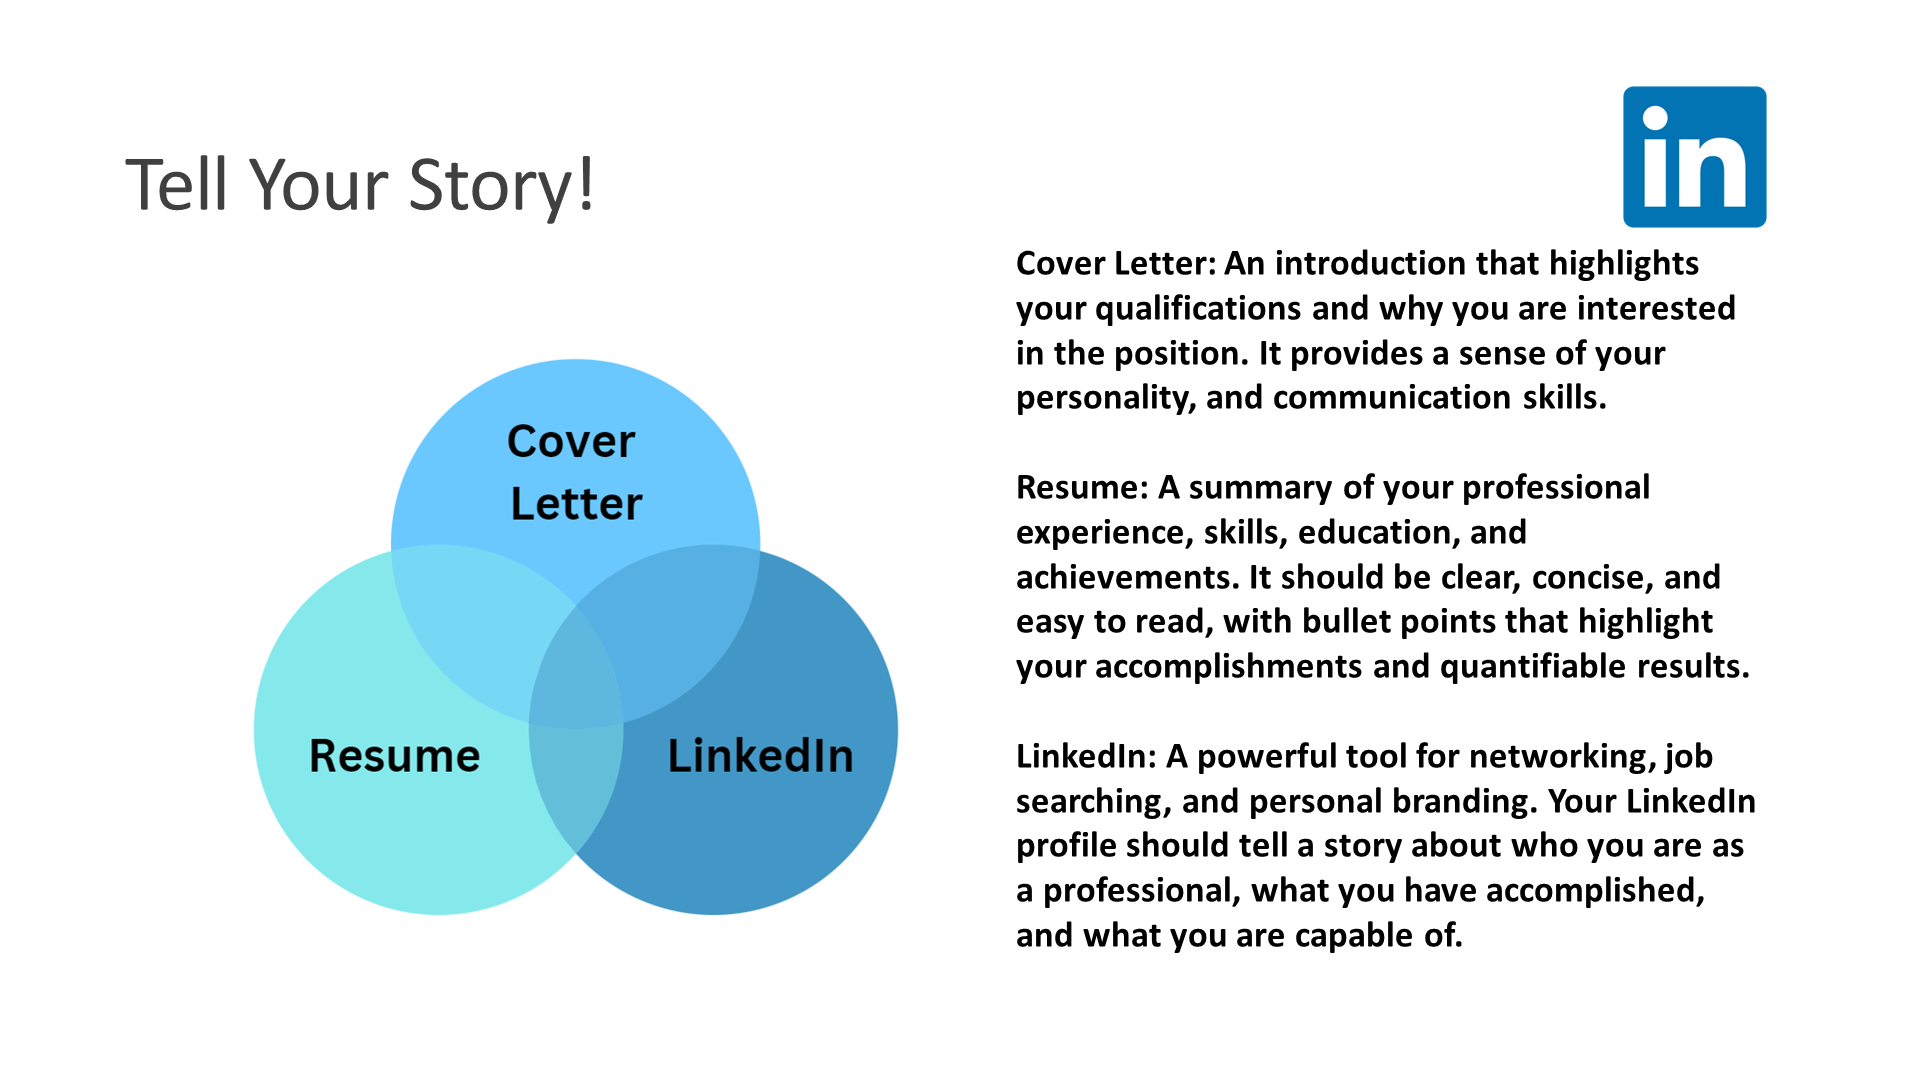 Tell Your Story!
in
Cover Letter: An introduction that highlights
your qualifications and why you are interested
in the position. It provides a sense of your
personality, and communication skills.
Resume: A summary of your professional
experience, skills, education, and
achievements. It should be clear, concise, and
easy to read, with bullet points that highlight
your accomplishments and quantifiable results.
LinkedIn: A powerful tool for networking, job
searching, and personal branding. Your LinkedIn
profile should tell a story about who you are as
a professional, what you have accomplished,
and what you are capable of.
Cover
Letter
Resume
LinkedIn